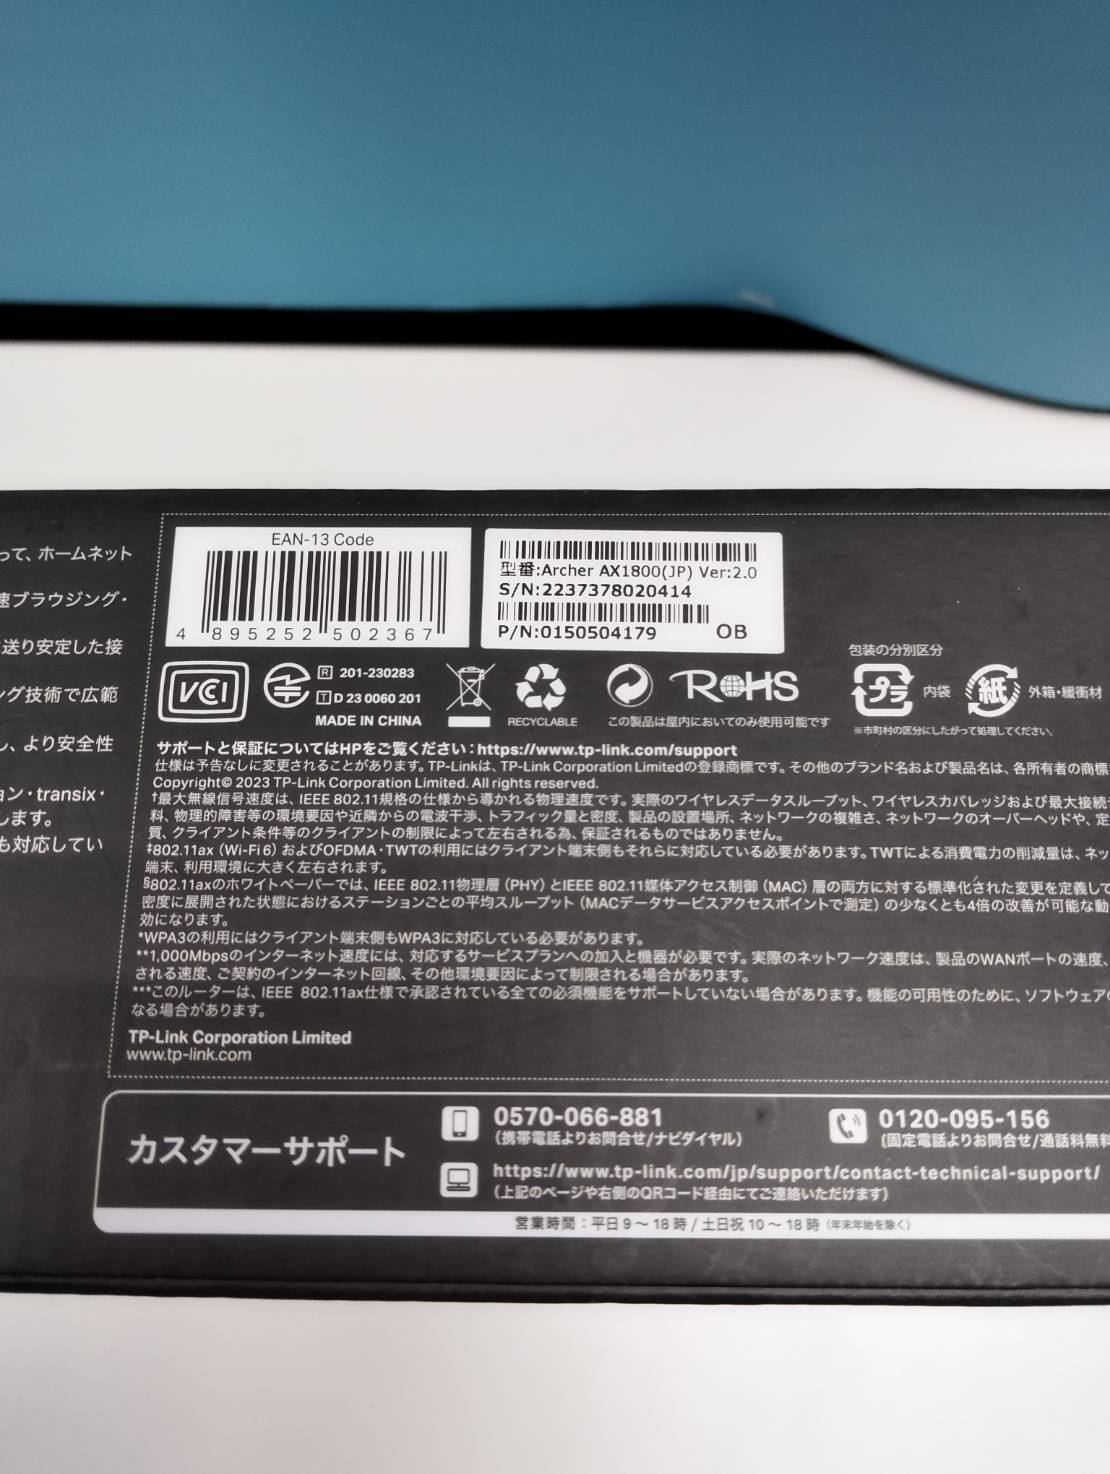 って、ホームネット
速ブラウジング・
送り安定した接
ング技術で広範
し、より安全性
ョン・transix・
します。
も対応してい
EAN-13 Code
4 895252 502367
型番:Archer AX1800(JP) Ver:2.0
S/N:2237378020414
P/N:0150504179 OB
VCCI
R 201-230283
T D 23 0060 201
MADE IN CHINA
RECYCLABLE
この製品は屋内においてのみ使用可能です
RoHS
包装の分別区分
プラ 内袋 紙 外箱・緩衝材
※市町村の区分にしたがって処理してください。
サポートと保証についてはHPをご覧ください：https://www.tp-link.com/support
仕様は予告なしに変更されることがあります。TP-Linkは、TP-Link Corporation Limitedの登録商標です。その他のブランド名および製品名は、各所有者の商標
Copyright© 2023 TP-Link Corporation Limited. All rights reserved.
†最大無線信号速度は、IEEE 802.11規格の仕様から導かれる物理速度です。実際のワイヤレスデータスループット、ワイヤレスカバレッジおよび最大接続
料、物理的障害等の環境要因や近隣からの電波干渉、トラフィック量と密度、製品の設置場所、ネットワークの複雑さ、ネットワークのオーバーヘッドや、定
質、クライアント条件等のクライアントの制限によって左右される為、保証されるものではありません。
‡802.11ax（Wi-Fi 6）およびOFDMA・TWTの利用にはクライアント端末側もそれらに対応している必要があります。TWTによる消費電力の削減量は、ネッ
端末、利用環境に大きく左右されます。
§802.11axのホワイトペーパーでは、IEEE 802.11物理層（PHY）とIEEE 802.11媒体アクセス制御（MAC）層の両方に対する標準化された変更を定義して
密度に展開された状態におけるステーションごとの平均スループット（MACデータサービスアクセスポイントで測定）の少なくとも4倍の改善が可能な動
効になります。
*WPA3の利用にはクライアント端末側もWPA3に対応している必要があります。
**1,000Mbpsのインターネット速度には、対応するサービスプランへの加入と機器が必要です。実際のネットワーク速度は、製品のWANポートの速度、
される速度、ご契約のインターネット回線、その他環境要因によって制限される場合があります。
***このルーターは、IEEE 802.11ax仕様で承認されている全ての必須機能をサポートしていない場合があります。機能の可用性のために、ソフトウェア
なる場合があります。
TP-Link Corporation Limited
www.tp-link.com
カスタマーサポート
0570-066-881
（携帯電話よりお問合せ/ナビダイヤル）
0120-095-156
（固定電話よりお問合せ/通話料無料
https://www.tp-link.com/jp/support/contact-technical-support/
（上記のページや右側のQRコード経由にてご連絡いただけます）
営業時間：平日 9 ～ 18 時 / 土日祝 10 ～ 18 時（年末年始を除く）